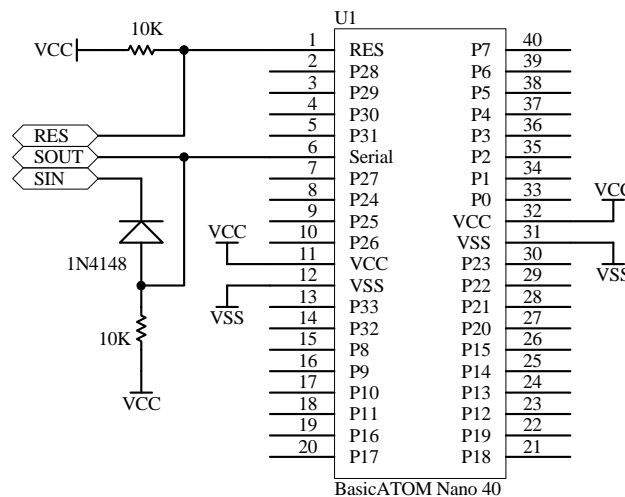 U1
10K
VCC
1 RES P7 40
2 P28 P6 39
3 P29 P5 38
4 P30 P4 37
5 P31 P3 36
RES
6 Serial P2 35
SOUT
7 P27 P1 34
SIN
8 P24 P0 33
9 P25 VCC 32
VCC
10 P26 VSS 31
VCC
11 VCC P23 30
1N4148
12 VSS P22 29
VSS
13 P33 P21 28
VSS
14 P32 P20 27
10K
15 P8 P15 26
16 P9 P14 25
17 P10 P13 24
VCC
18 P11 P12 23
19 P16 P19 22
20 P17 P18 21
BasicATOM Nano 40